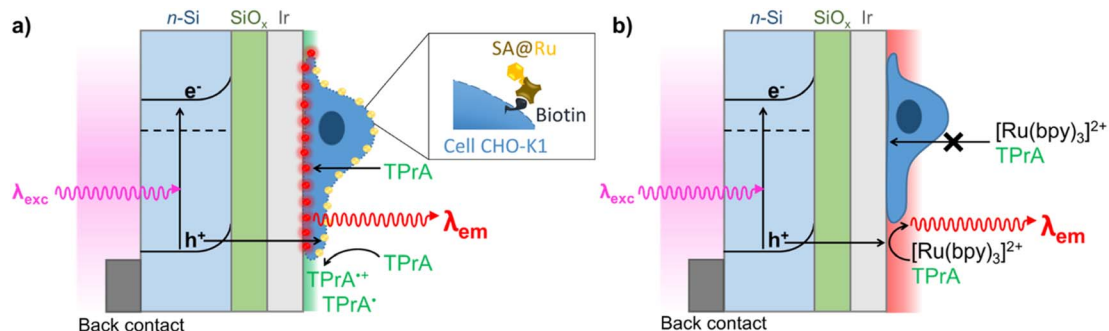 a)
n-Si
SiOₓ
Ir
e⁻
λexc
h⁺
SA@Ru
Biotin
Cell CHO-K1
TPrA
λem
TPrA
TPrA•⁺
TPrA•
Back contact
b)
n-Si
SiOₓ
Ir
e⁻
λexc
h⁺
[Ru(bpy)₃]²⁺
TPrA
λem
[Ru(bpy)₃]²⁺
TPrA
Back contact